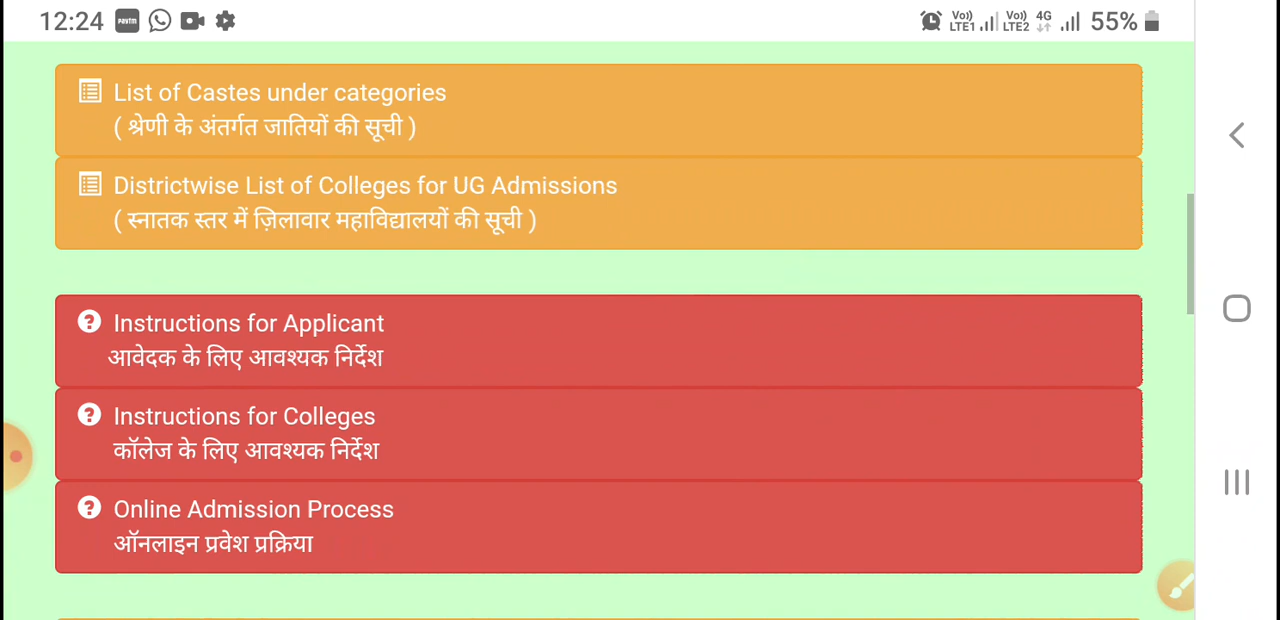 12:24 paytm Vo) LTE1 Vo) LTE2 4G 55%
List of Castes under categories
( श्रेणी के अंतर्गत जातियों की सूची )
Districtwise List of Colleges for UG Admissions
( स्नातक स्तर में ज़िलावार महाविद्यालयों की सूची )
Instructions for Applicant
आवेदक के लिए आवश्यक निर्देश
Instructions for Colleges
कॉलेज के लिए आवश्यक निर्देश
Online Admission Process
ऑनलाइन प्रवेश प्रक्रिया